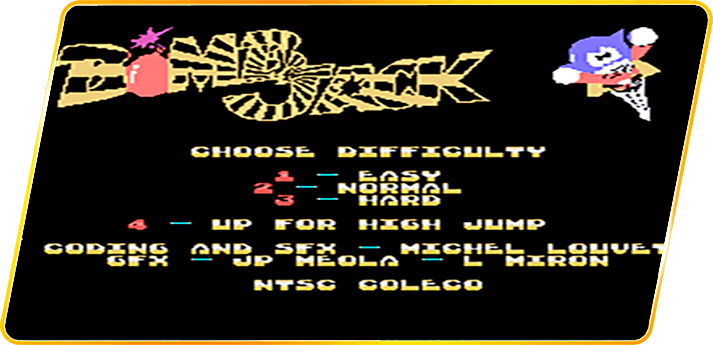 BOMB JACK
CHOOSE DIFFICULTY
1 - EASY
2 - NORMAL
3 - HARD
4 - UP FOR HIGH JUMP
CODING AND SFX - MICHEL LOUVET
GFX - JP MEOLA - L MIRON
NTSC COLECO